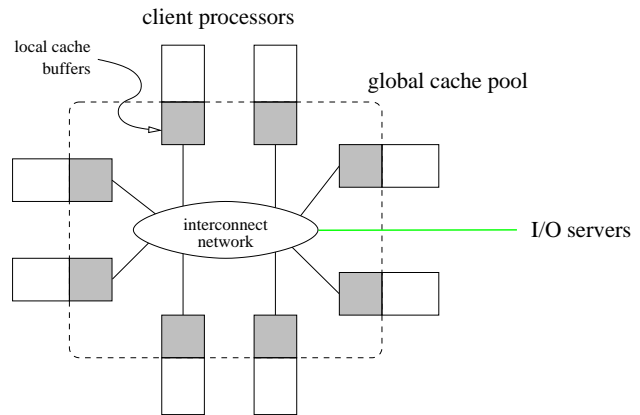 client processors
local cache
buffers
global cache pool
interconnect
network
I/O servers